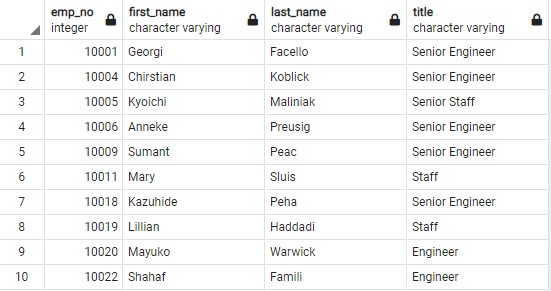 emp_no first_name last_name title
integer character varying character varying character varying
1 10001 Georgi Facello Senior Engineer
2 10004 Chirstian Koblick Senior Engineer
3 10005 Kyoichi Maliniak Senior Staff
4 10006 Anneke Preusig Senior Engineer
5 10009 Sumant Peac Senior Engineer
6 10011 Mary Sluis Staff
7 10018 Kazuhide Peha Senior Engineer
8 10019 Lillian Haddadi Staff
9 10020 Mayuko Warwick Engineer
10 10022 Shahaf Famili Engineer